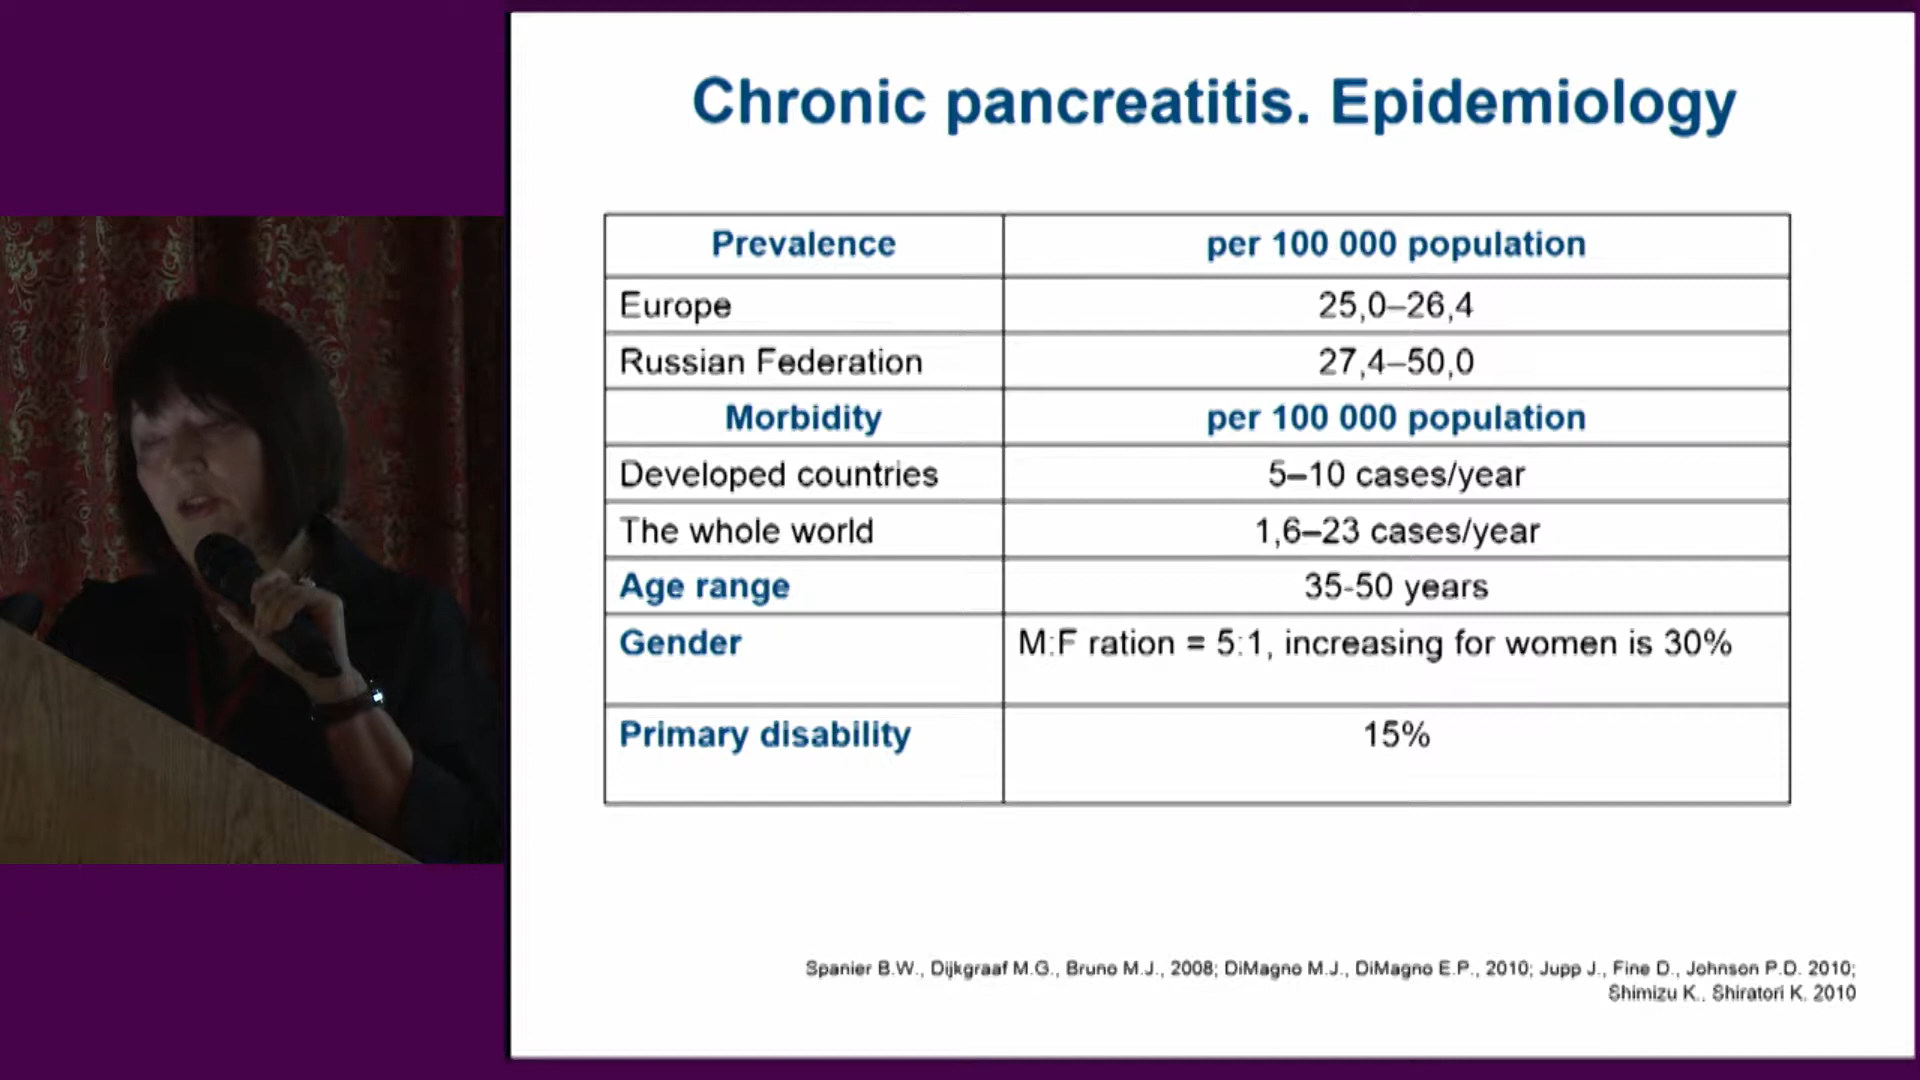 Chronic pancreatitis. Epidemiology
Prevalence per 100 000 population
Europe 25,0–26,4
Russian Federation 27,4–50,0
Morbidity per 100 000 population
Developed countries 5–10 cases/year
The whole world 1,6–23 cases/year
Age range 35-50 years
Gender M:F ration = 5:1, increasing for women is 30%
Primary disability 15%
Spanier B.W., Dijkgraaf M.G., Bruno M.J., 2008; DiMagno M.J., DiMagno E.P., 2010; Jupp J., Fine D., Johnson P.D. 2010;
Shimizu K., Shiratori K. 2010